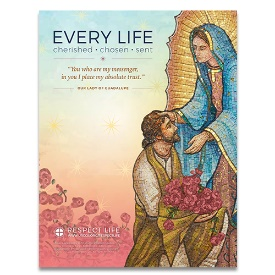 EVERY LIFE
cherished • chosen • sent
"You who are my messenger,
in you I place my absolute trust."
OUR LADY OF GUADALUPE
RESPECT LIFE